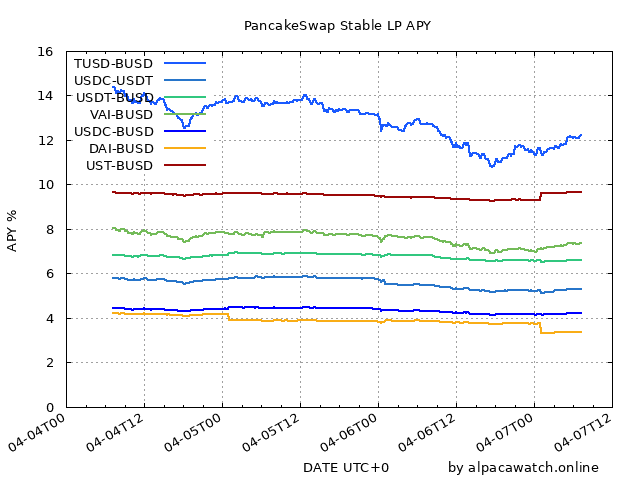 PancakeSwap Stable LP APY
16
14
12
10
8
6
4
2
0
APY %
TUSD-BUSD
USDC-USDT
USDT-BUSD
VAI-BUSD
USDC-BUSD
DAI-BUSD
UST-BUSD
04-04T00
04-04T12
04-05T00
04-05T12
04-06T00
04-06T12
04-07T00
04-07T12
DATE UTC+0
by alpacawatch.online